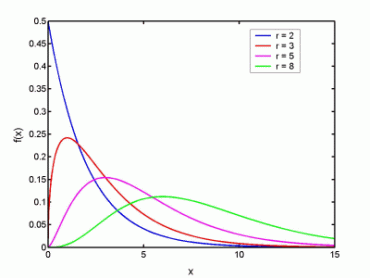 0.5
0.45
0.4
0.35
0.3
0.25
0.2
0.15
0.1
0.05
0
f(x)
r = 2
r = 3
r = 5
r = 8
0 5 10 15
x